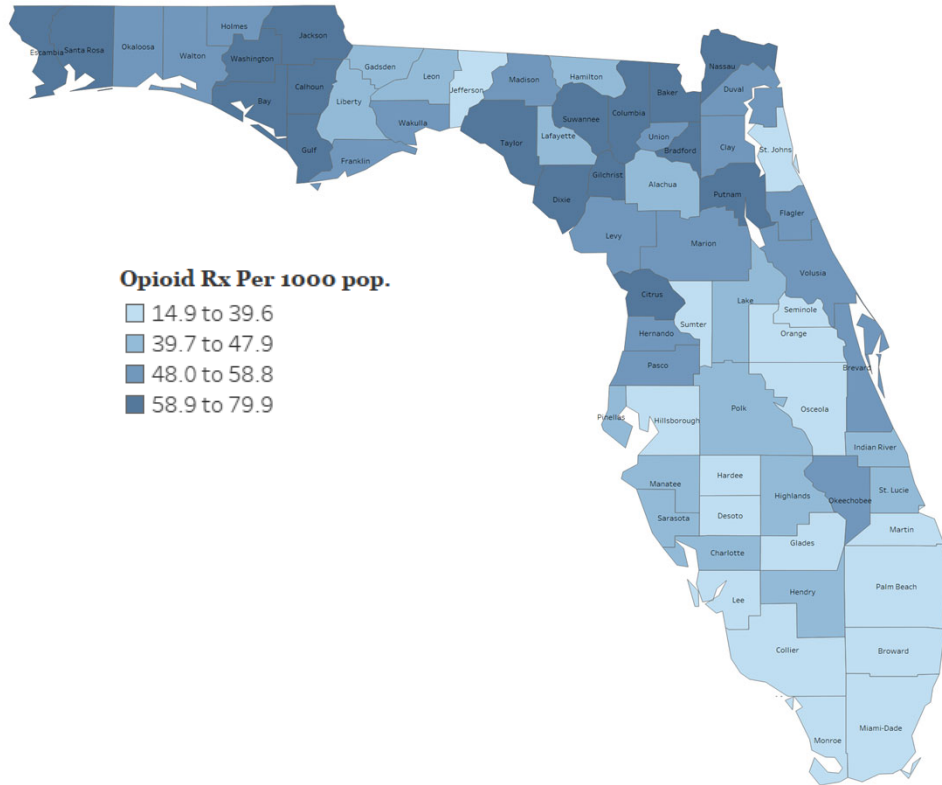 Holmes
Jackson
Escambia
Santa Rosa
Okaloosa
Walton
Washington
Gadsden
Leon
Madison
Hamilton
Nassau
Bay
Calhoun
Liberty
Jefferson
Baker
Duval
Wakulla
Suwannee
Columbia
Gulf
Franklin
Taylor
Lafayette
Union
Bradford
Clay
St. Johns
Dixie
Gilchrist
Alachua
Putnam
Flagler
Levy
Marion
Volusia
Opioid Rx Per 1000 pop.
14.9 to 39.6
39.7 to 47.9
48.0 to 58.8
58.9 to 79.9
Citrus
Sumter
Lake
Seminole
Hernando
Orange
Pasco
Brevard
Pinellas
Hillsborough
Polk
Osceola
Indian River
Manatee
Hardee
Highlands
Okeechobee
St. Lucie
Sarasota
Desoto
Martin
Charlotte
Glades
Lee
Hendry
Palm Beach
Collier
Broward
Monroe
Miami-Dade